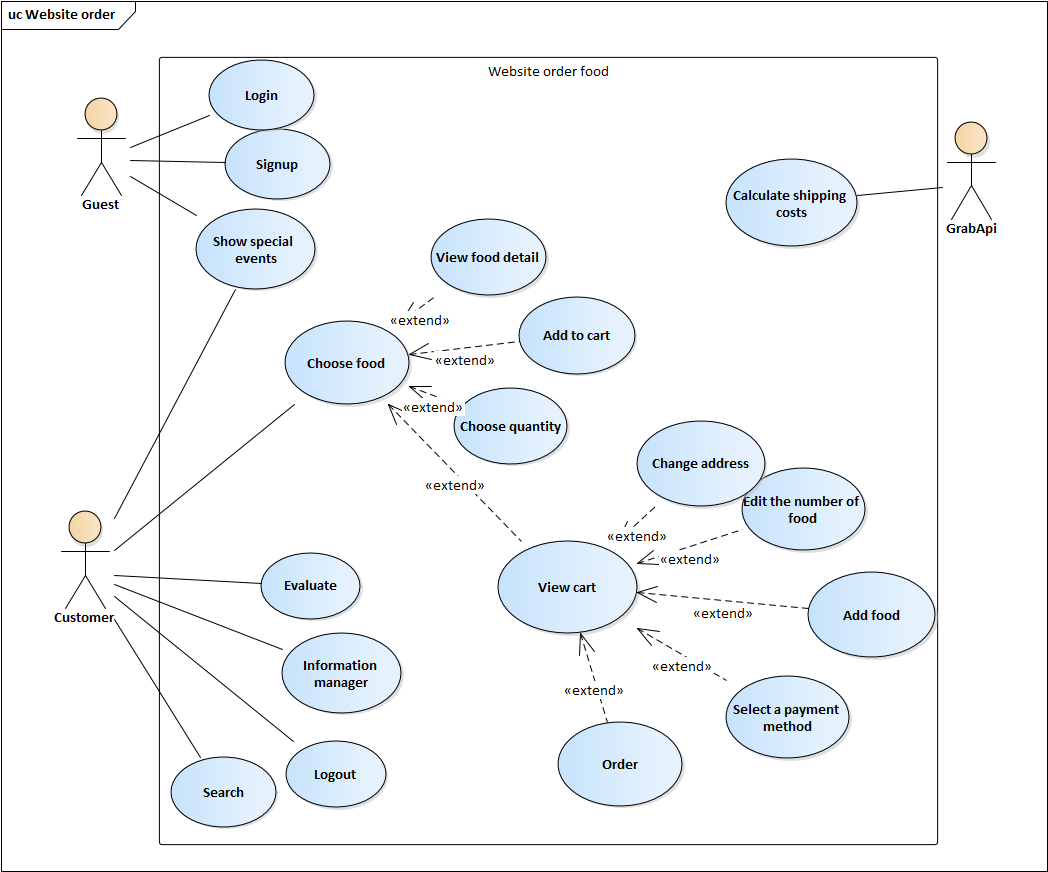 uc Website order
Website order food
Login
Signup
Guest
Show special
events
Calculate shipping
costs
GrabApi
View food detail
«extend»
Add to cart
«extend»
Choose food
«extend»
Choose quantity
«extend»
Change address
Edit the number of
food
«extend»
«extend»
View cart
Add food
«extend»
Customer
Evaluate
Information
manager
«extend»
«extend»
Select a payment
method
Order
Logout
Search